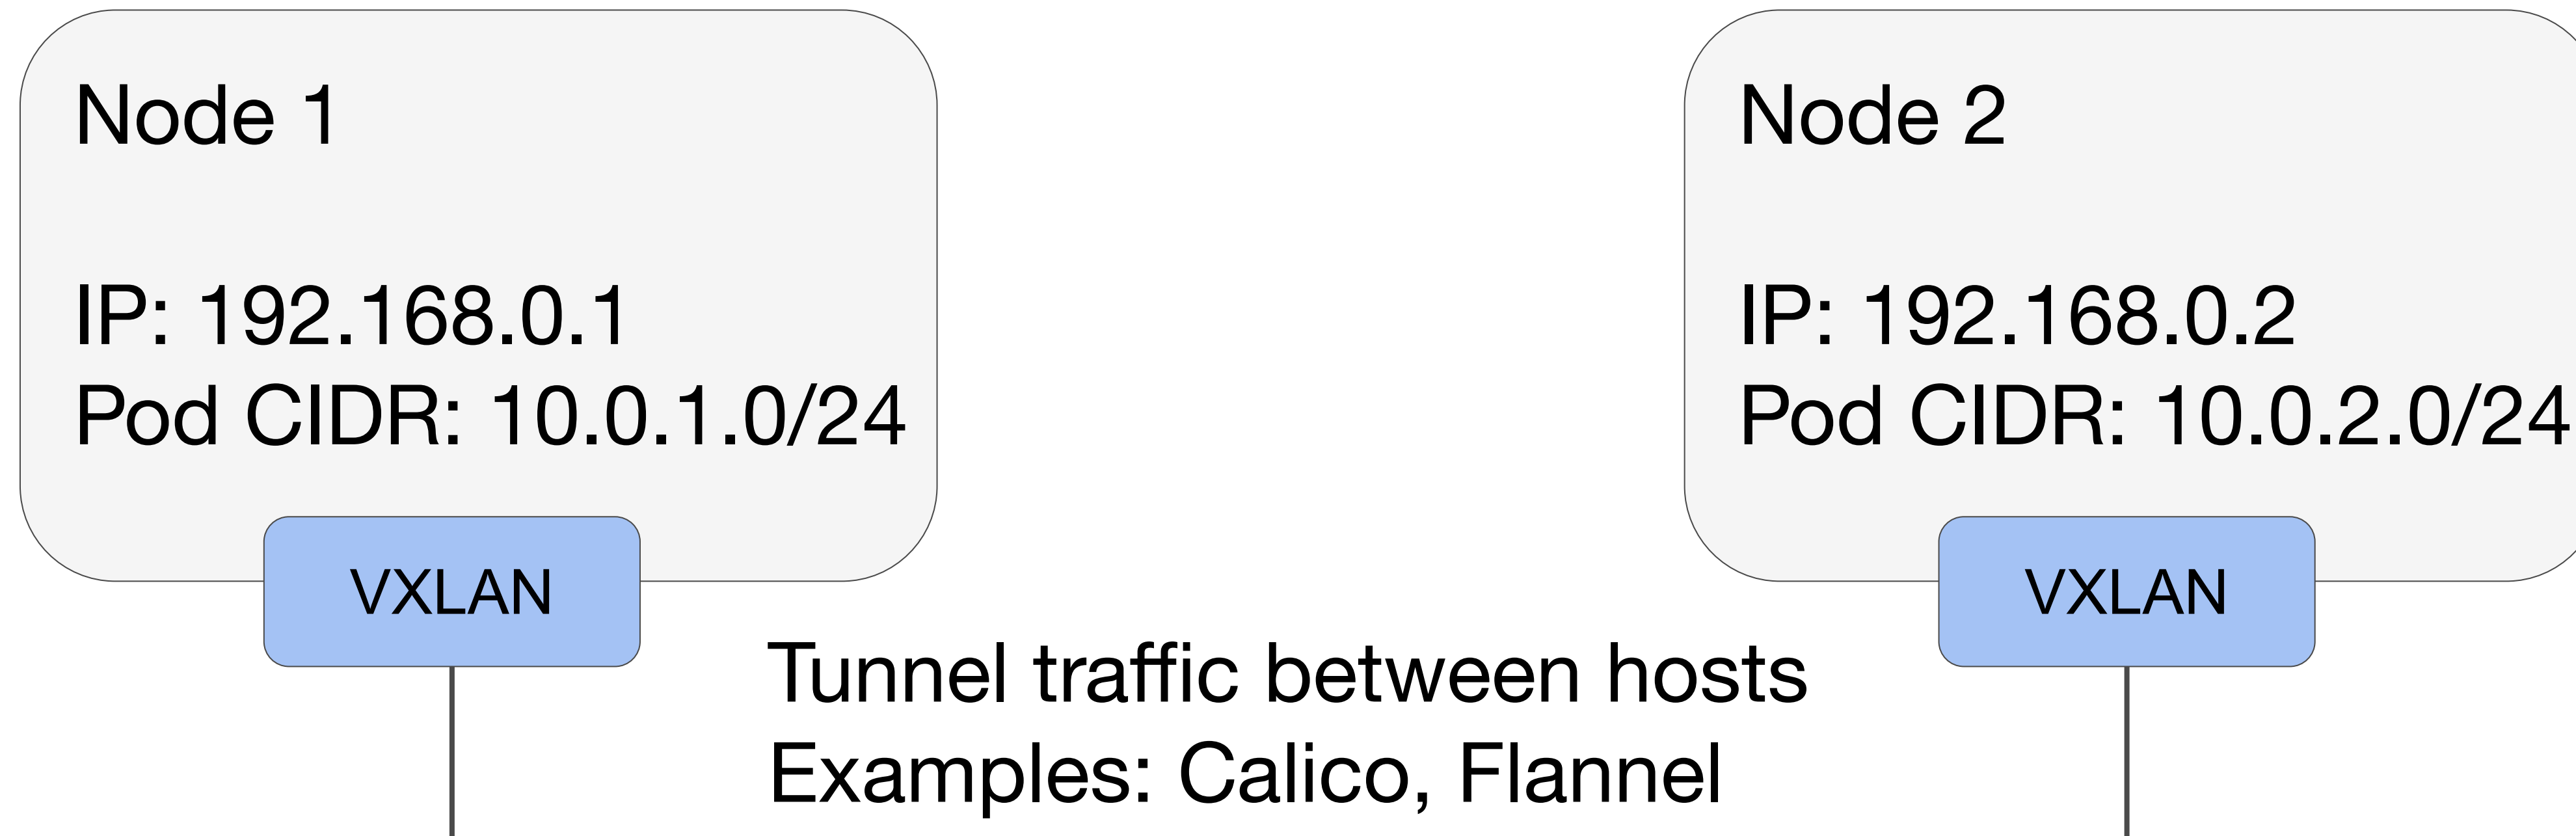 Node 1
IP: 192.168.0.1
Pod CIDR: 10.0.1.0/24
VXLAN
Node 2
IP: 192.168.0.2
Pod CIDR: 10.0.2.0/24
VXLAN
Tunnel traffic between hosts
Examples: Calico, Flannel